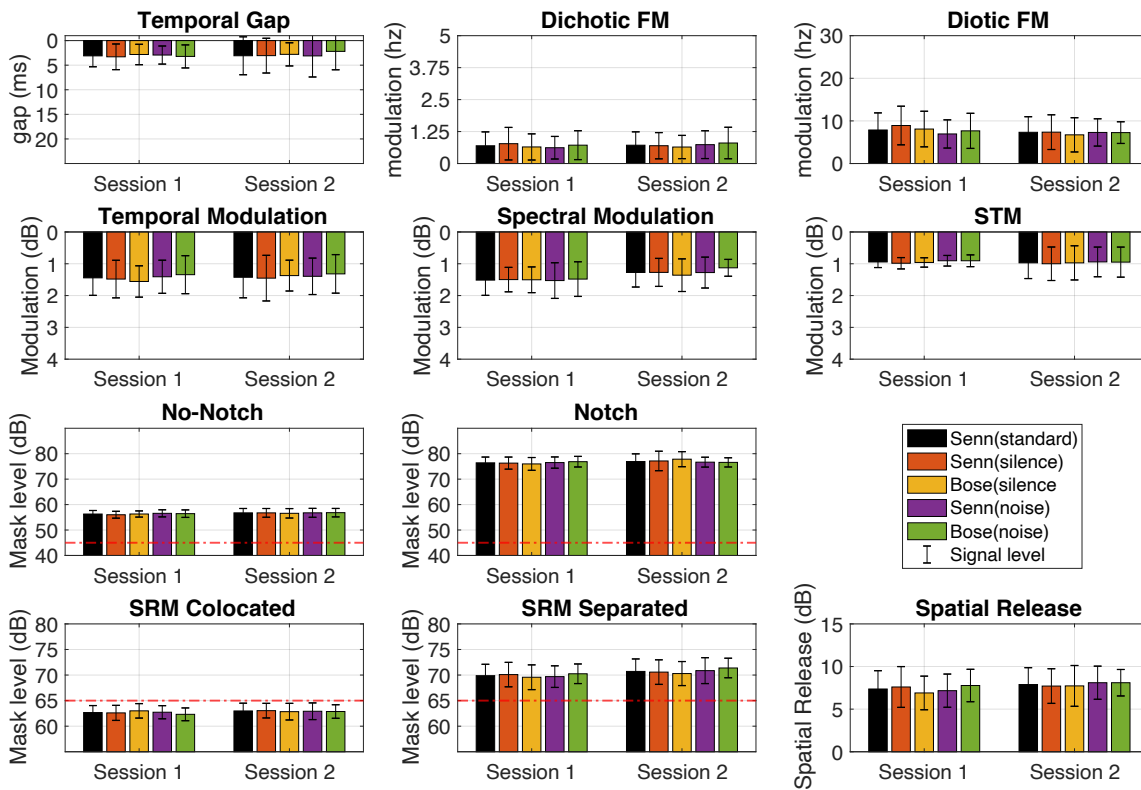 Temporal Gap
gap (ms)
0
5
10
15
20
Session 1
Session 2
Dichotic FM
modulation (hz)
5
3.75
2.5
1.25
0
Session 1
Session 2
Diotic FM
modulation (hz)
30
20
10
0
Session 1
Session 2
Temporal Modulation
Modulation (dB)
0
1
2
3
4
Session 1
Session 2
Spectral Modulation
Modulation (dB)
0
1
2
3
4
Session 1
Session 2
STM
Modulation (dB)
0
1
2
3
4
Session 1
Session 2
No-Notch
Mask level (dB)
80
70
60
50
40
Session 1
Session 2
Notch
Mask level (dB)
80
70
60
50
40
Session 1
Session 2
Senn(standard)
Senn(silence)
Bose(silence
Senn(noise)
Bose(noise)
Signal level
SRM Colocated
Mask level (dB)
80
75
70
65
60
Session 1
Session 2
SRM Separated
Mask level (dB)
80
75
70
65
60
Session 1
Session 2
Spatial Release
Spatial Release (dB)
15
10
5
0
Session 1
Session 2